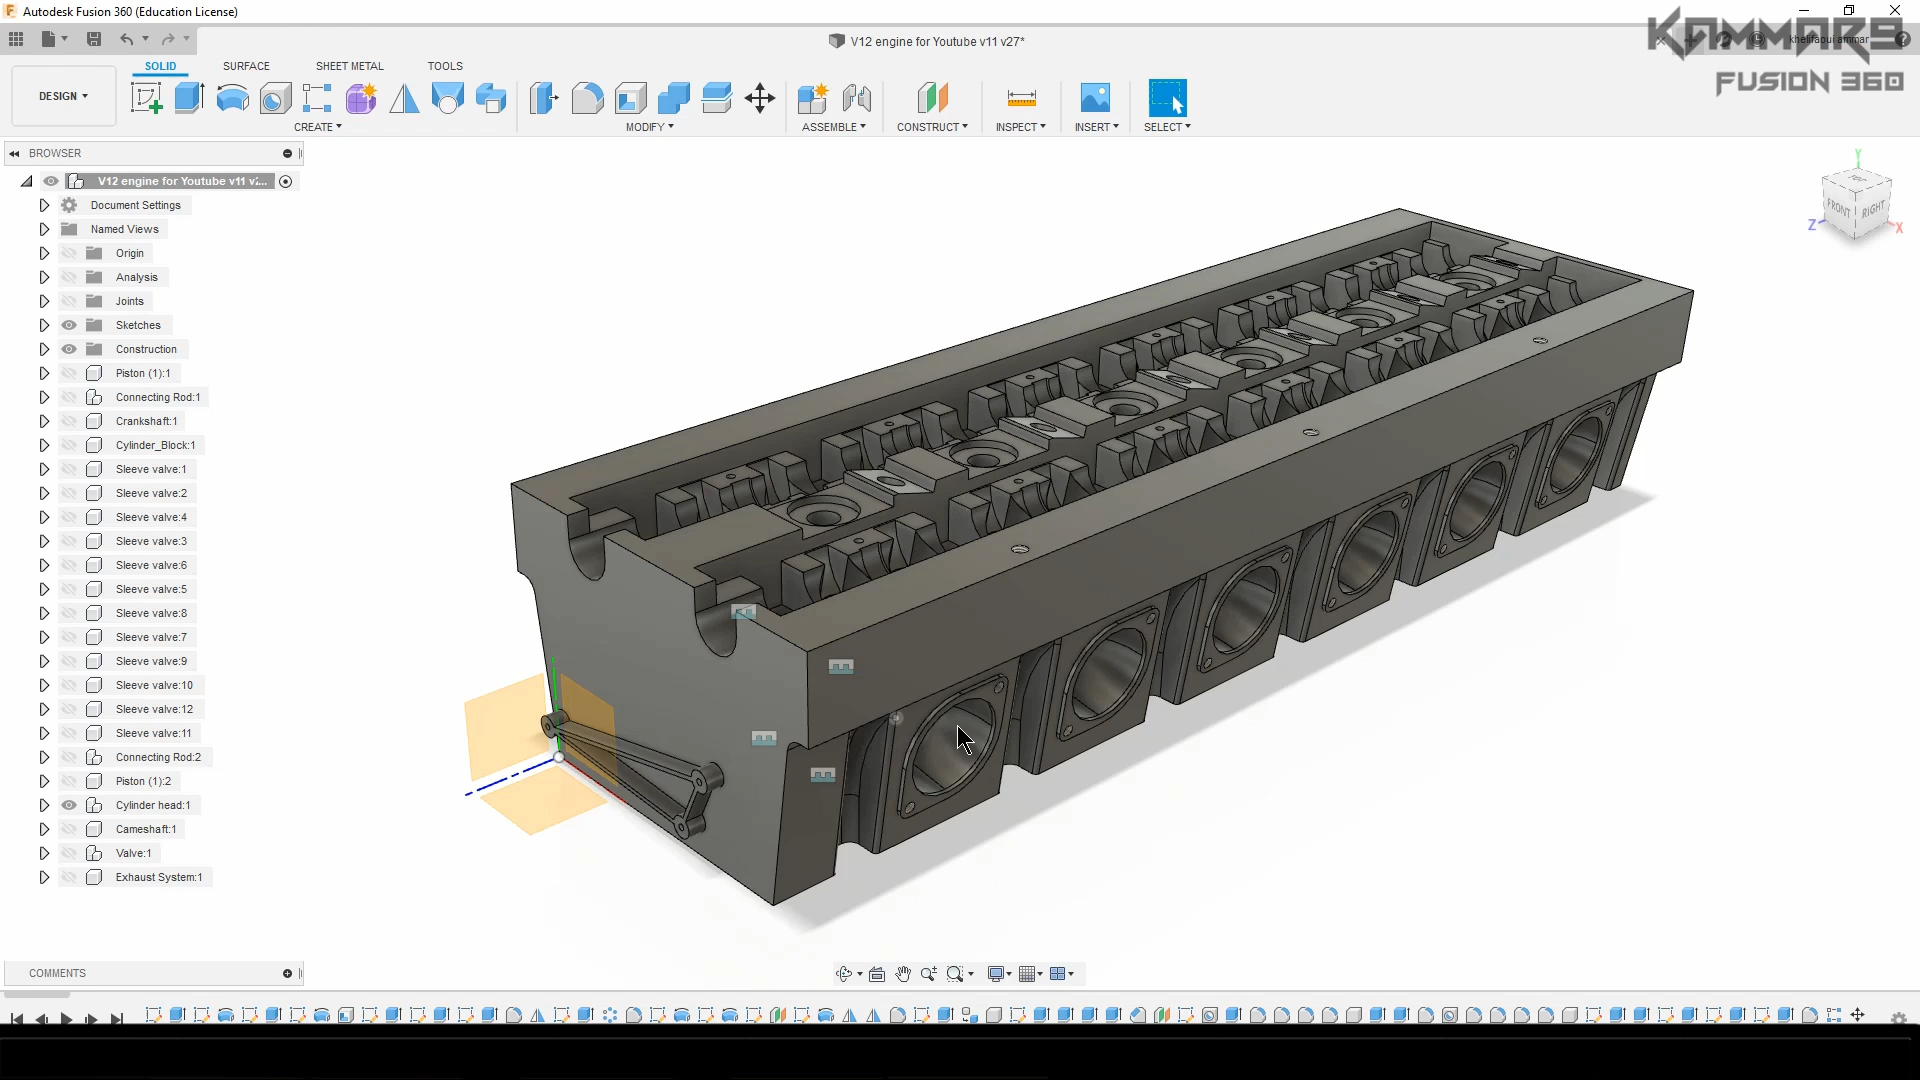 Autodesk Fusion 360 (Education License)
V12 engine for Youtube v11 v27*
khelifaoui ammar
KAMMAR9
FUSION 360
SOLID
SURFACE
SHEET METAL
TOOLS
DESIGN
CREATE
MODIFY
ASSEMBLE
CONSTRUCT
INSPECT
INSERT
SELECT
BROWSER
V12 engine for Youtube v11 v2...
Document Settings
Named Views
Origin
Analysis
Joints
Sketches
Construction
Piston (1):1
Connecting Rod:1
Crankshaft:1
Cylinder_Block:1
Sleeve valve:1
Sleeve valve:2
Sleeve valve:4
Sleeve valve:3
Sleeve valve:6
Sleeve valve:5
Sleeve valve:8
Sleeve valve:7
Sleeve valve:9
Sleeve valve:10
Sleeve valve:12
Sleeve valve:11
Connecting Rod:2
Piston (1):2
Cylinder head:1
Cameshaft:1
Valve:1
Exhaust System:1
COMMENTS
Y
TOP
FRONT
RIGHT
Z
X